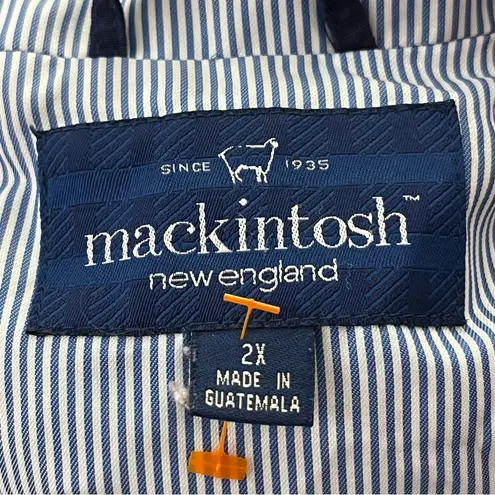 SINCE 1935
mackintosh™
new england
2X
MADE IN
GUATEMALA